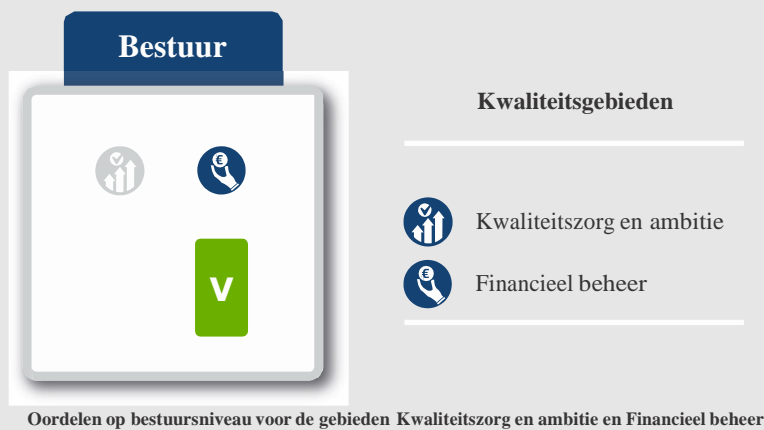 Bestuur
Kwaliteitsgebieden
€
Kwaliteitszorg en ambitie
V
€
Financieel beheer
Oordelen op bestuursniveau voor de gebieden Kwaliteitszorg en ambitie en Financieel beheer